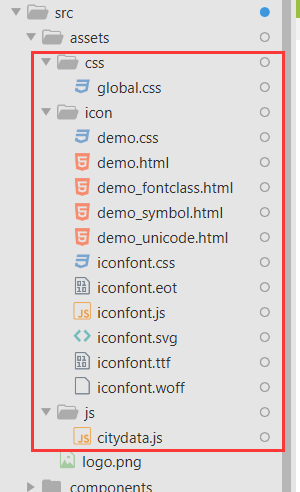 src
assets
css
global.css
icon
demo.css
demo.html
demo_fontclass.html
demo_symbol.html
demo_unicode.html
iconfont.css
iconfont.eot
iconfont.js
iconfont.svg
iconfont.ttf
iconfont.woff
js
citydata.js
logo.png
components